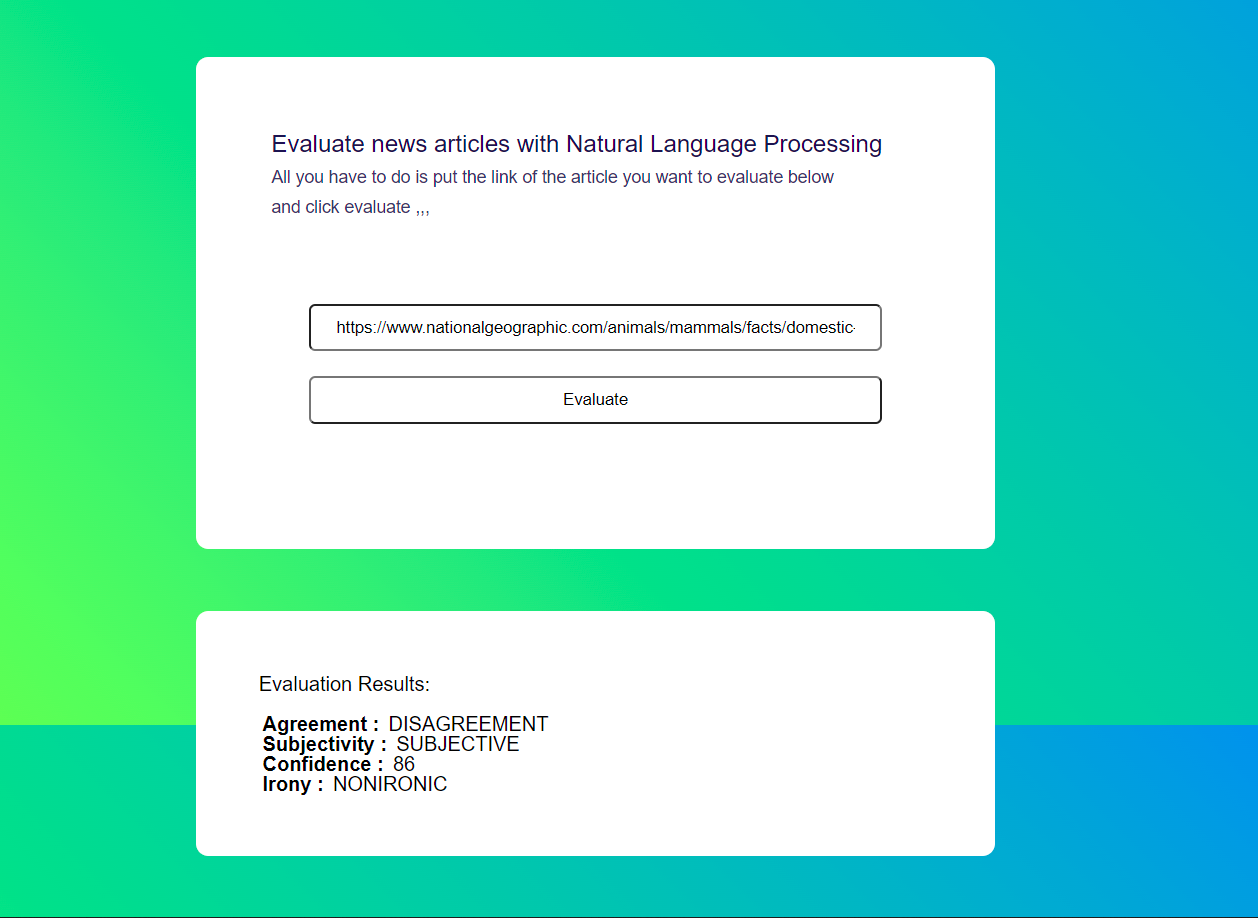 Evaluate news articles with Natural Language Processing
All you have to do is put the link of the article you want to evaluate below
and click evaluate ,,,
https://www.nationalgeographic.com/animals/mammals/facts/domestic-
Evaluate
Evaluation Results:
Agreement : DISAGREEMENT
Subjectivity : SUBJECTIVE
Confidence : 86
Irony : NONIRONIC